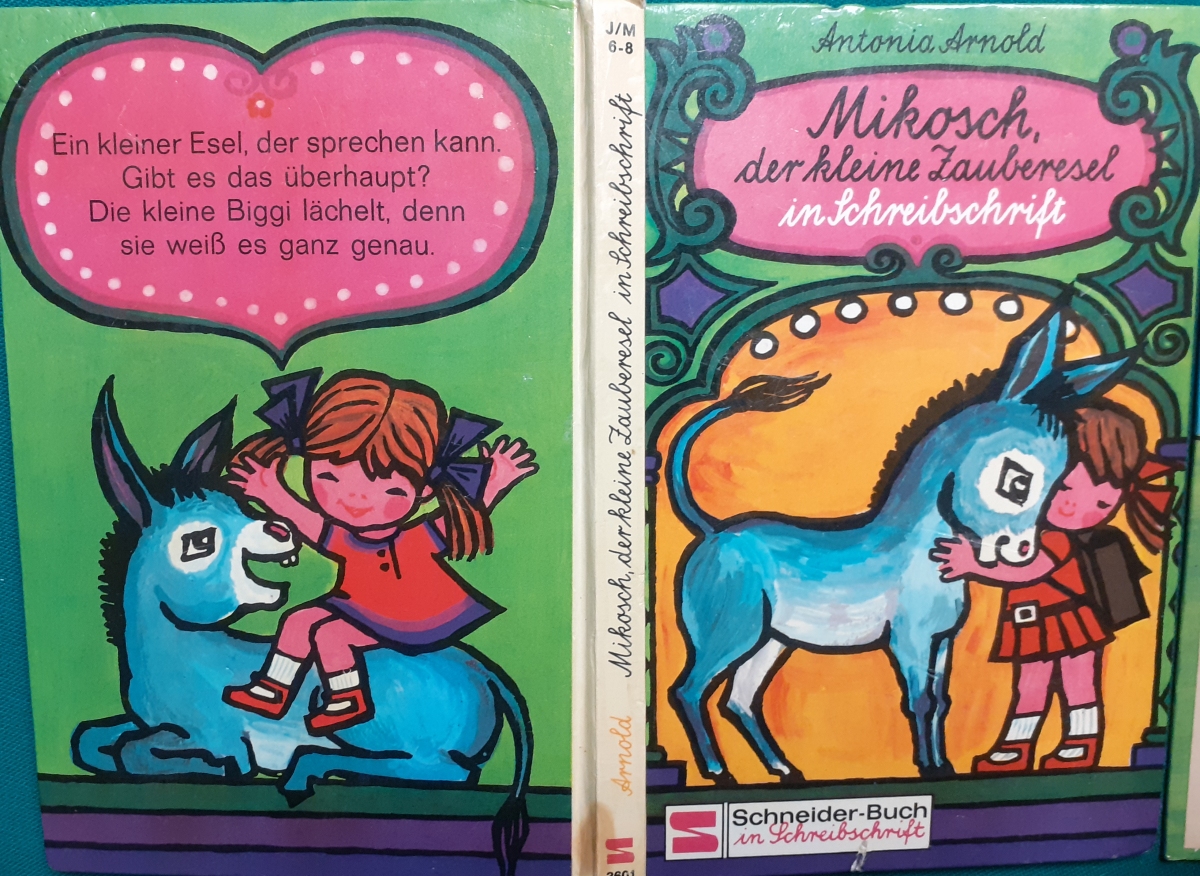 Ein kleiner Esel, der sprechen kann.
Gibt es das überhaupt?
Die kleine Biggi lächelt, denn
sie weiß es ganz genau.
J/M
6-8
Mikosch, der kleine Zauberesel in Schreibschrift
Arnold
2601
Antonia Arnold
Mikosch,
der kleine Zauberesel
in Schreibschrift
Schneider-Buch
in Schreibschrift